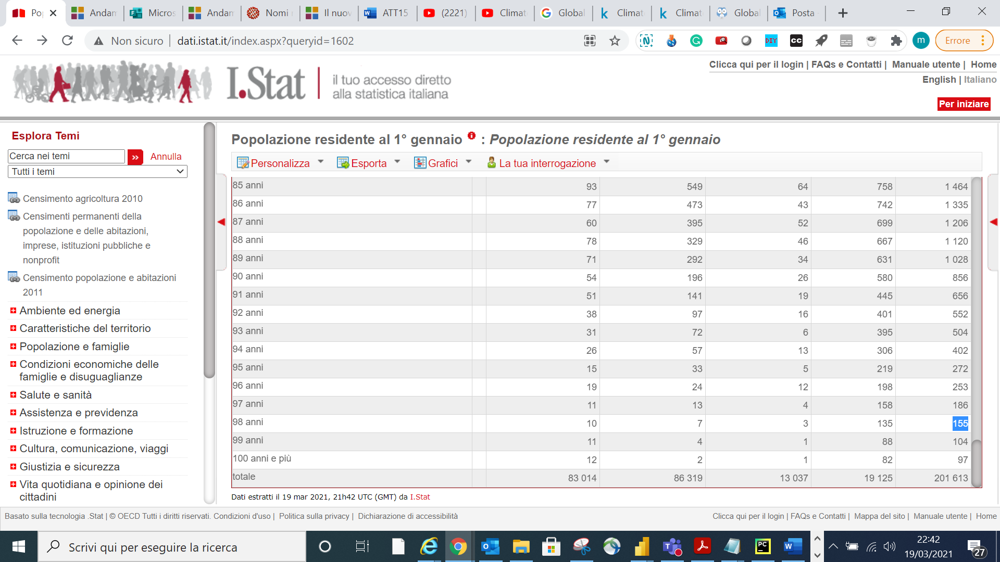 Po
Andam
Micros
Andam
Nomi
Il nuov
ATT15
(2221)
Climat
Global
Climat
Climat
Global
Posta
Non sicuro | dati.istat.it/index.aspx?queryid=1602
DIY
CC
m
Errore
I.Stat
il tuo accesso diretto
alla statistica italiana
Clicca qui per il login | FAQs e Contatti | Manuale utente | Home
English | Italiano
Per iniziare
Esplora Temi
Cerca nei temi
»
Annulla
Tutti i temi
Censimento agricoltura 2010
Censimenti permanenti della
popolazione e delle abitazioni,
imprese, istituzioni pubbliche e
nonprofit
Censimento popolazione e abitazioni
2011
Ambiente ed energia
Caratteristiche del territorio
Popolazione e famiglie
Condizioni economiche delle
famiglie e disuguaglianze
Salute e sanità
Assistenza e previdenza
Istruzione e formazione
Cultura, comunicazione, viaggi
Giustizia e sicurezza
Vita quotidiana e opinione dei
cittadini
Popolazione residente al 1° gennaio : Popolazione residente al 1° gennaio
Personalizza Esporta Grafici La tua interrogazione
85 anni 93 549 64 758 1 464
86 anni 77 473 43 742 1 335
87 anni 60 395 52 699 1 206
88 anni 78 329 46 667 1 120
89 anni 71 292 34 631 1 028
90 anni 54 196 26 580 856
91 anni 51 141 19 445 656
92 anni 38 97 16 401 552
93 anni 31 72 6 395 504
94 anni 26 57 13 306 402
95 anni 15 33 5 219 272
96 anni 19 24 12 198 253
97 anni 11 13 4 158 186
98 anni 10 7 3 135 155
99 anni 11 4 1 88 104
100 anni e più 12 2 1 82 97
totale 83 014 86 319 13 037 19 125 201 613
Dati estratti il 19 mar 2021, 21h42 UTC (GMT) da I.Stat
Basato sulla tecnologia .Stat | © OECD Tutti i diritti riservati. Condizioni d'uso | Politica sulla privacy | Dichiarazione di accessibilità
Clicca qui per il login | FAQs e Contatti | Mappa del sito | Manuale utente | Home
Scrivi qui per eseguire la ricerca
22:42
19/03/2021
27